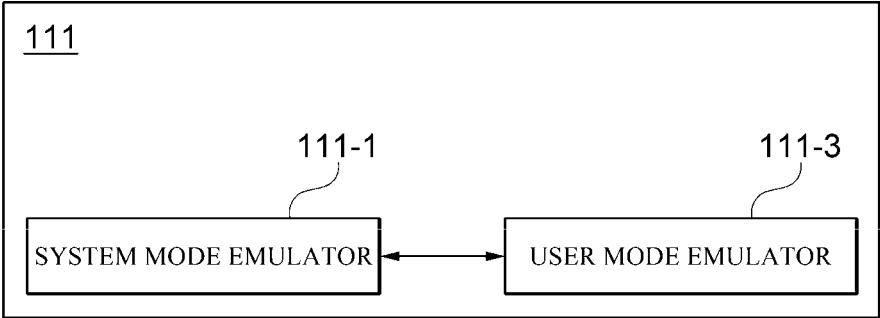 111
111-1
111-3
SYSTEM MODE EMULATOR
USER MODE EMULATOR